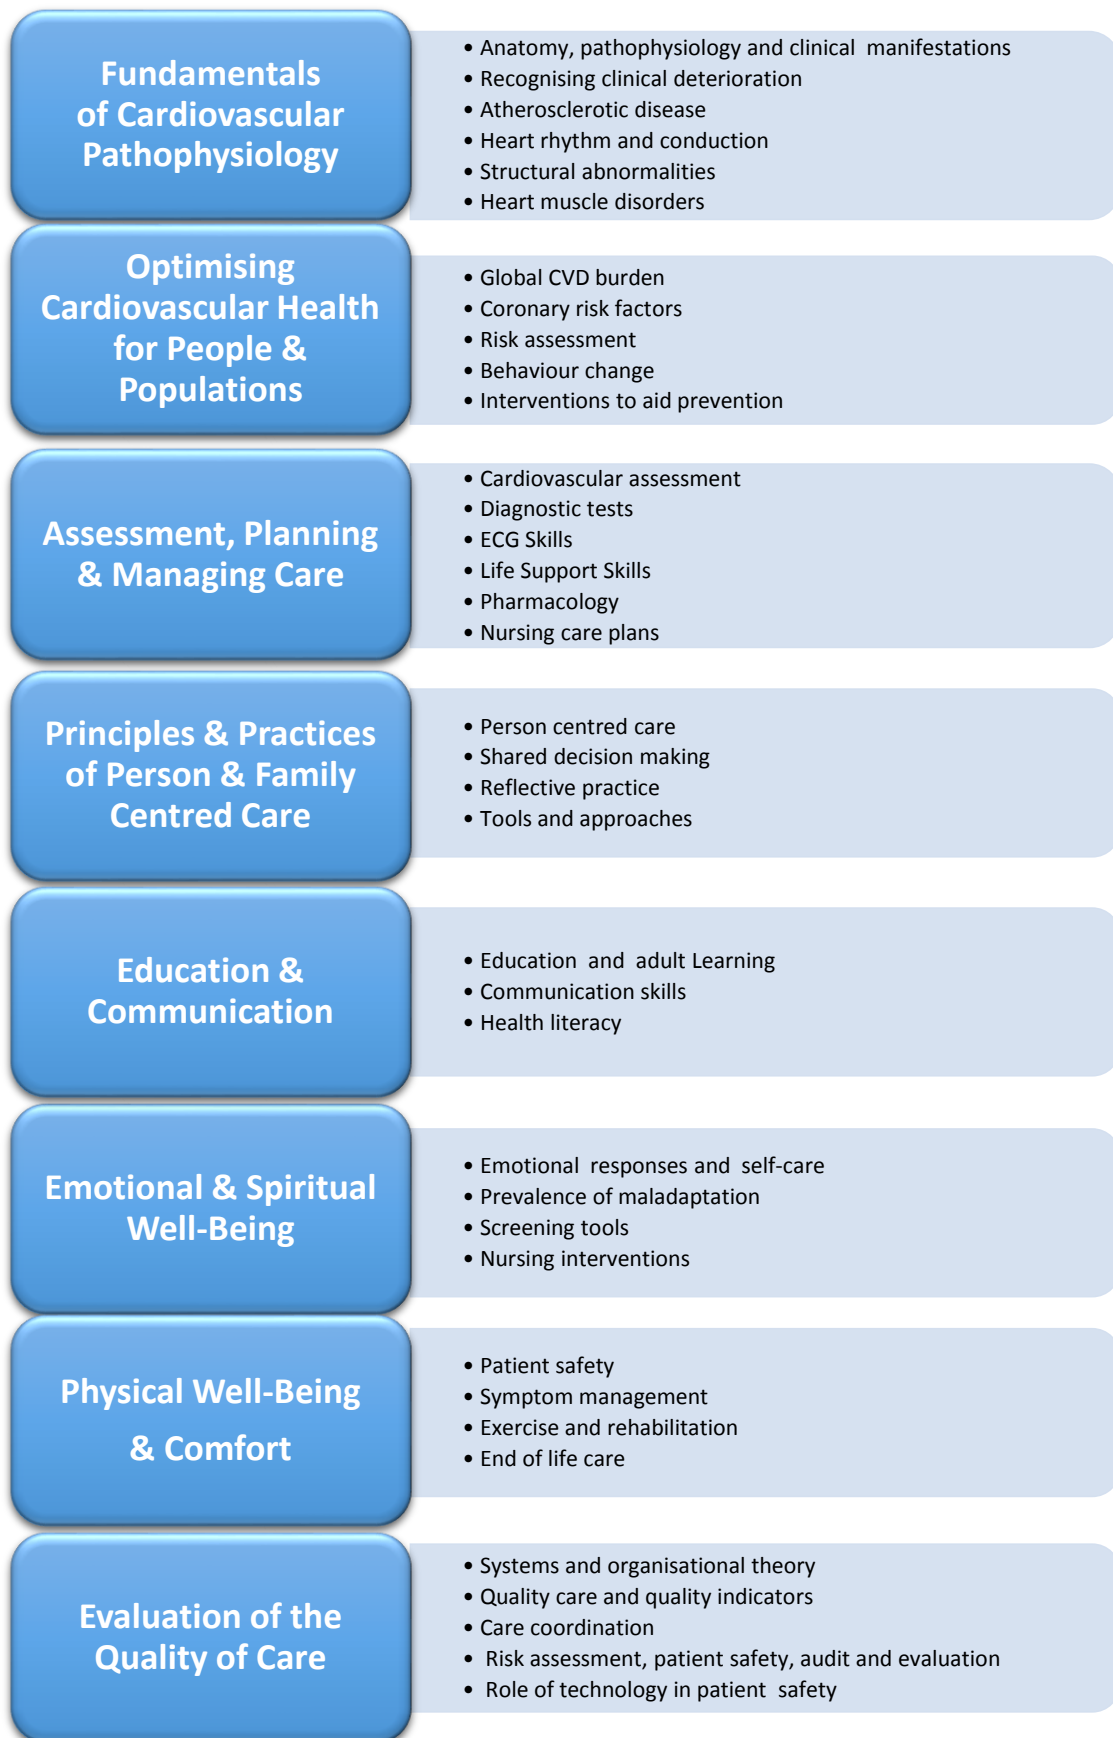 Fundamentals
of Cardiovascular
Pathophysiology
• Anatomy, pathophysiology and clinical manifestations
• Recognising clinical deterioration
• Atherosclerotic disease
• Heart rhythm and conduction
• Structural abnormalities
• Heart muscle disorders
Optimising
Cardiovascular Health
for People &
Populations
• Global CVD burden
• Coronary risk factors
• Risk assessment
• Behaviour change
• Interventions to aid prevention
Assessment, Planning
& Managing Care
• Cardiovascular assessment
• Diagnostic tests
• ECG Skills
• Life Support Skills
• Pharmacology
• Nursing care plans
Principles & Practices
of Person & Family
Centred Care
• Person centred care
• Shared decision making
• Reflective practice
• Tools and approaches
Education &
Communication
• Education and adult Learning
• Communication skills
• Health literacy
Emotional & Spiritual
Well-Being
• Emotional responses and self-care
• Prevalence of maladaptation
• Screening tools
• Nursing interventions
Physical Well-Being
& Comfort
• Patient safety
• Symptom management
• Exercise and rehabilitation
• End of life care
Evaluation of the
Quality of Care
• Systems and organisational theory
• Quality care and quality indicators
• Care coordination
• Risk assessment, patient safety, audit and evaluation
• Role of technology in patient safety